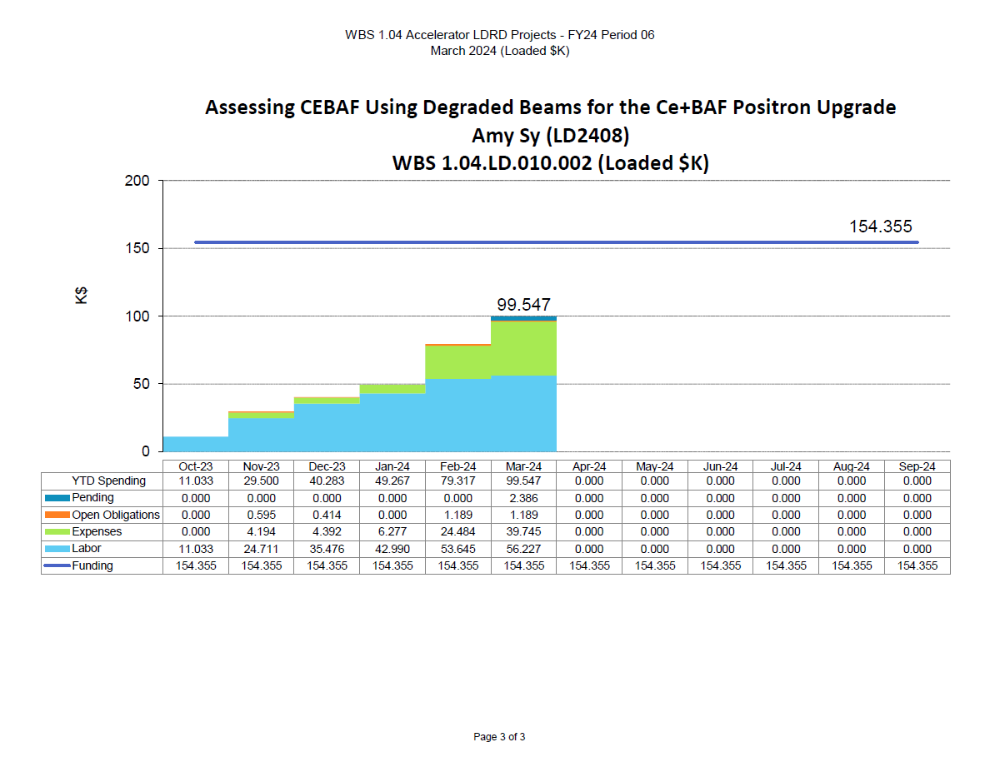 WBS 1.04 Accelerator LDRD Projects - FY24 Period 06
March 2024 (Loaded $K)
Assessing CEBAF Using Degraded Beams for the Ce+BAF Positron Upgrade
Amy Sy (LD2408)
WBS 1.04.LD.010.002 (Loaded $K)
200
154.355
150
K$
99.547
100
50
0
Oct-23 Nov-23 Dec-23 Jan-24 Feb-24 Mar-24 Apr-24 May-24 Jun-24 Jul-24 Aug-24 Sep-24
YTD Spending 11.033 29.500 40.283 49.267 79.317 99.547 0.000 0.000 0.000 0.000 0.000 0.000
Pending 0.000 0.000 0.000 0.000 0.000 2.386 0.000 0.000 0.000 0.000 0.000 0.000
Open Obligations 0.000 0.595 0.414 0.000 1.189 1.189 0.000 0.000 0.000 0.000 0.000 0.000
Expenses 0.000 4.194 4.392 6.277 24.484 39.745 0.000 0.000 0.000 0.000 0.000 0.000
Labor 11.033 24.711 35.476 42.990 53.645 56.227 0.000 0.000 0.000 0.000 0.000 0.000
Funding 154.355 154.355 154.355 154.355 154.355 154.355 154.355 154.355 154.355 154.355 154.355 154.355
Page 3 of 3